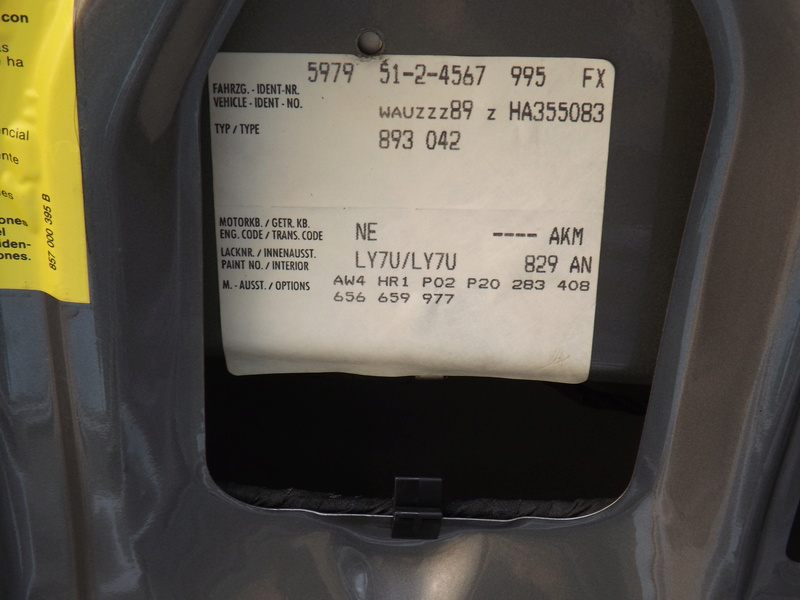 con
s
ha
encial
ente
es
ones
el
iden-
ones.
857 000 395 B
5979 51-2-4567 995 FX
FAHRZG. - IDENT-NR.
VEHICLE - IDENT - NO.
WAUZZZ89 Z HA355083
TYP / TYPE
893 042
MOTORKB. / GETR. KB.
ENG. CODE / TRANS. CODE
NE ---- AKM
LACKNR. / INNENAUSST.
PAINT NO. / INTERIOR
LY7U/LY7U 829 AN
M. - AUSST. / OPTIONS
AW4 HR1 P02 P20 283 408
656 659 977